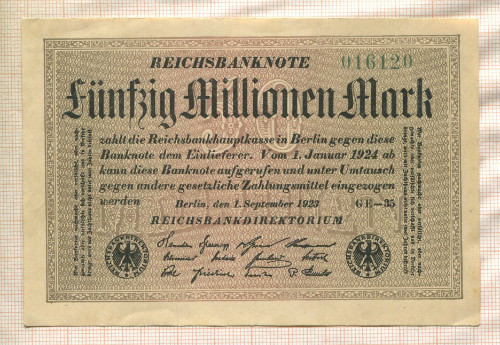 REICHSBANKNOTE 016120
Fünfzig Millionen Mark
zahlt die Reichsbankhauptkasse in Berlin gegen diese
Banknote dem Einlieferer. Vom 1. Januar 1924 ab
kann diese Banknote aufgerufen und unter Umtausch
gegen andere gesetzliche Zahlungsmittel eingezogen
werden
Berlin, den 1. September 1923 GE-35
REICHSBANKDIREKTORIUM